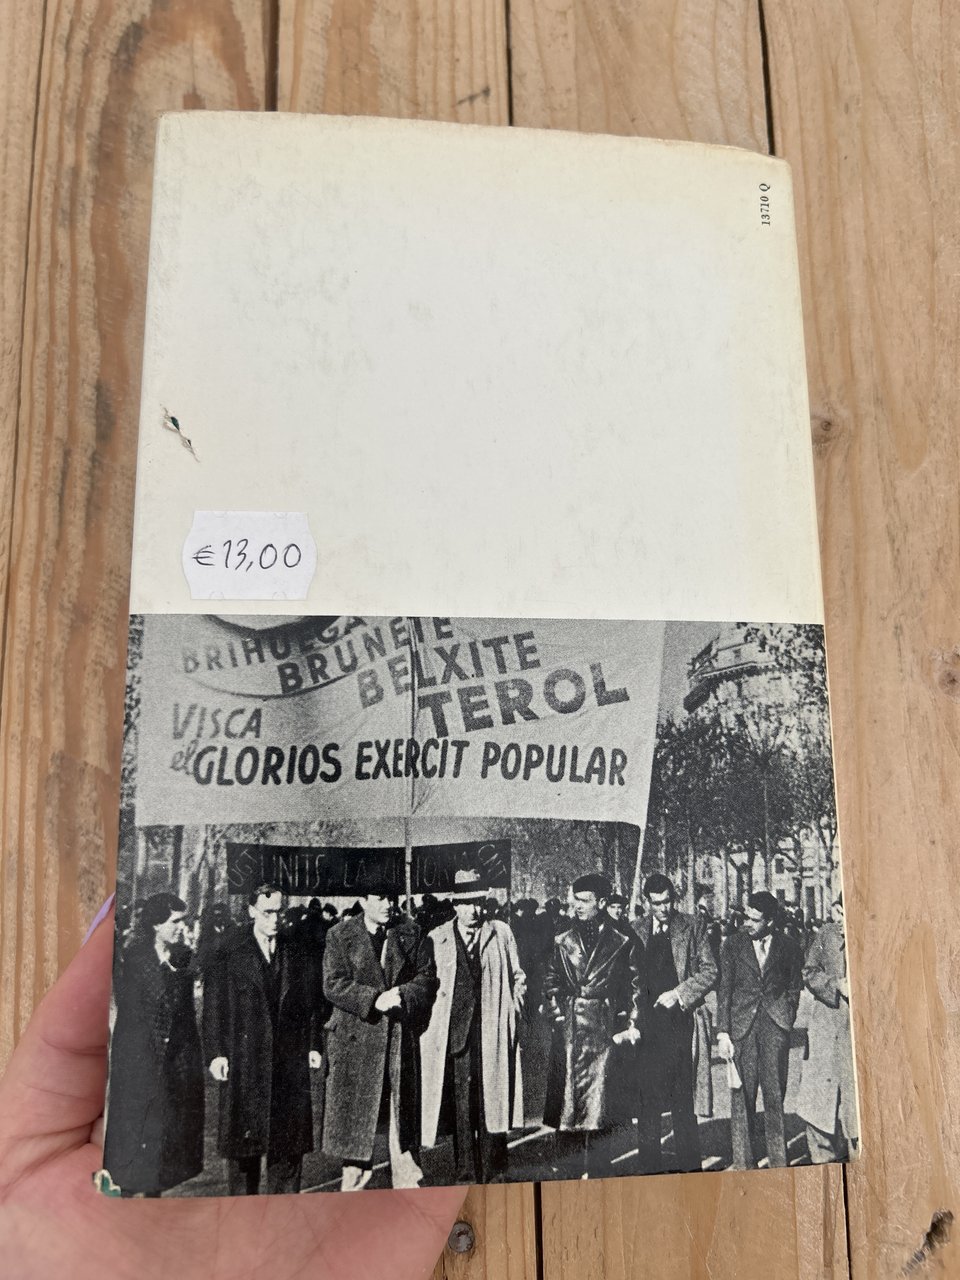 13710 Q
€13,00
BRIHUEGA
BRUNETE
BELXITE
TEROL
VISCA
el GLORIOS EXERCIT POPULAR
UNITS